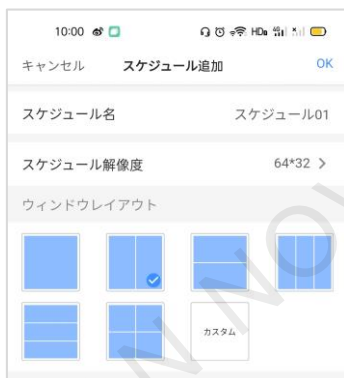 10:00 HD
キャンセル スケジュール追加 OK
スケジュール名 スケジュール01
スケジュール解像度 64*32 >
ウィンドウレイアウト
カスタム